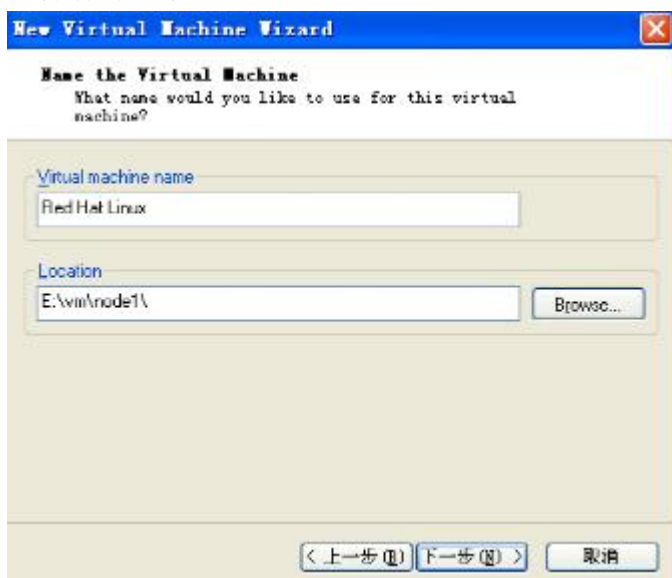 New Virtual Machine Wizard
Name the Virtual Machine
What name would you like to use for this virtual
machine?
Virtual machine name
Red Hat Linux
Location
E:\vm\node1\
Browse...
< 上一步(B) 下一步(N) > 取消